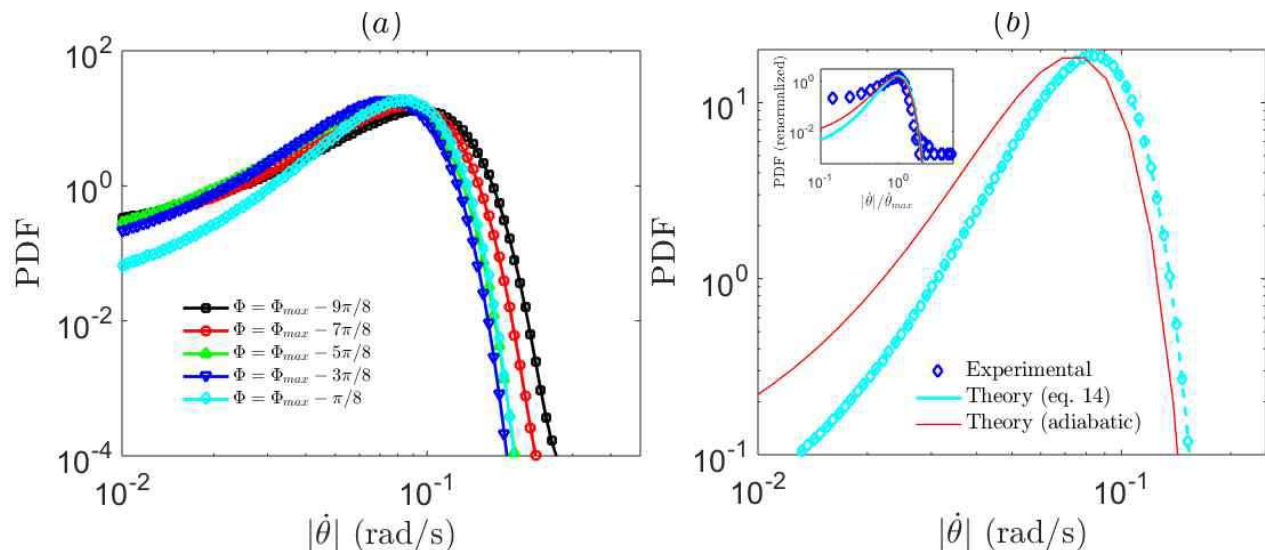 (a)
10^2
10^0
10^-2
10^-4
PDF
Φ = Φ_max − 9π/8
Φ = Φ_max − 7π/8
Φ = Φ_max − 5π/8
Φ = Φ_max − 3π/8
Φ = Φ_max − π/8
10^-2
10^-1
|θ̇| (rad/s)
(b)
10^1
10^0
10^-1
PDF
PDF (renormalized)
10^0
10^-2
10^-1
10^0
|θ̇|/θ̇_max
Experimental
Theory (eq. 14)
Theory (adiabatic)
10^-2
10^-1
|θ̇| (rad/s)